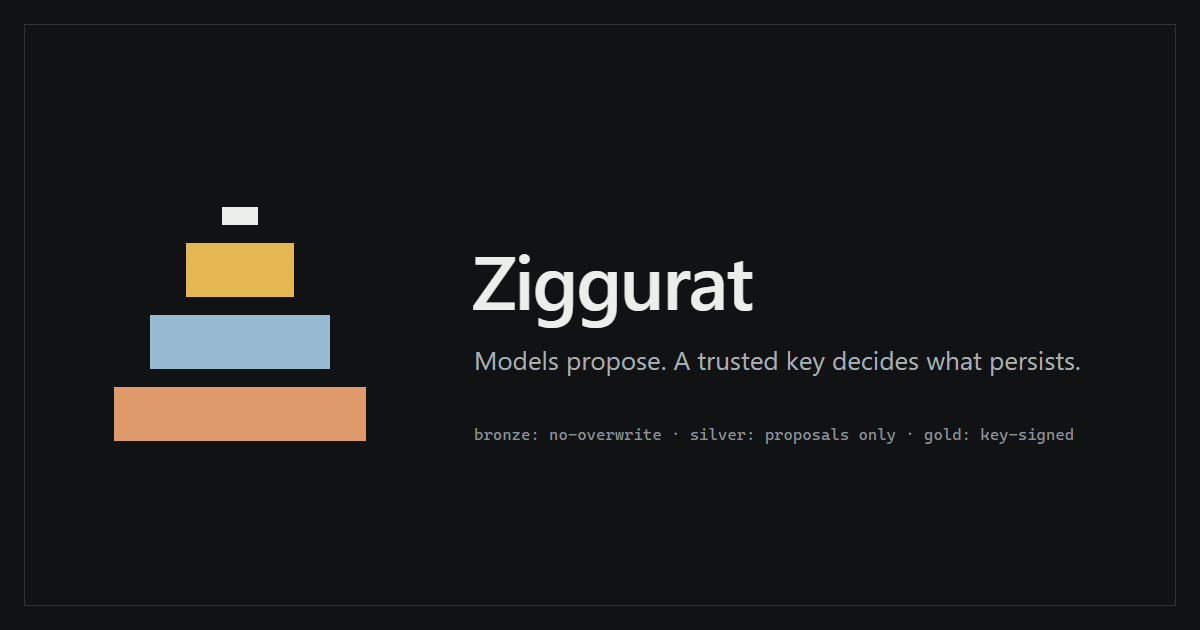 Ziggurat
Models propose. A trusted key decides what persists.
bronze: no-overwrite · silver: proposals only · gold: key-signed